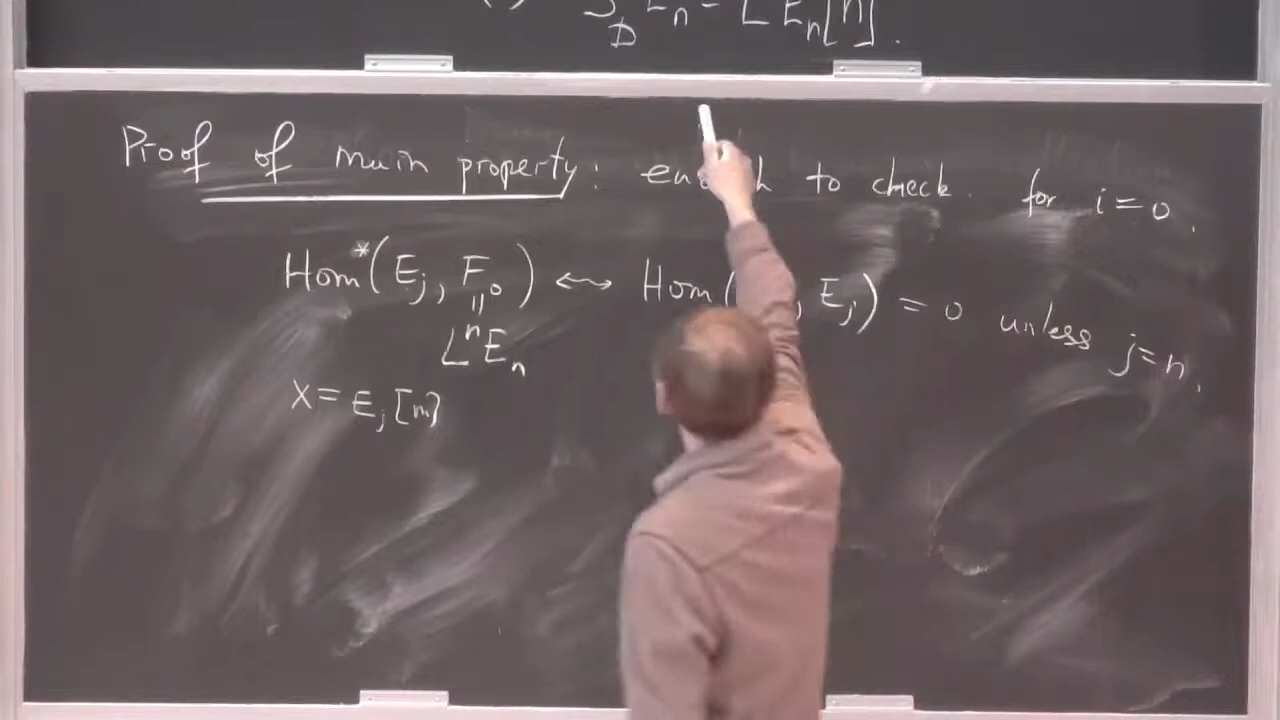 S_D E_n = L E_n[n].
Proof of main property: enough to check. for i = 0.
Hom*(E_j, F_0) ↔ Hom( , E_j) = 0 unless j = n.
||
L^n E_n
X = E_j [m]